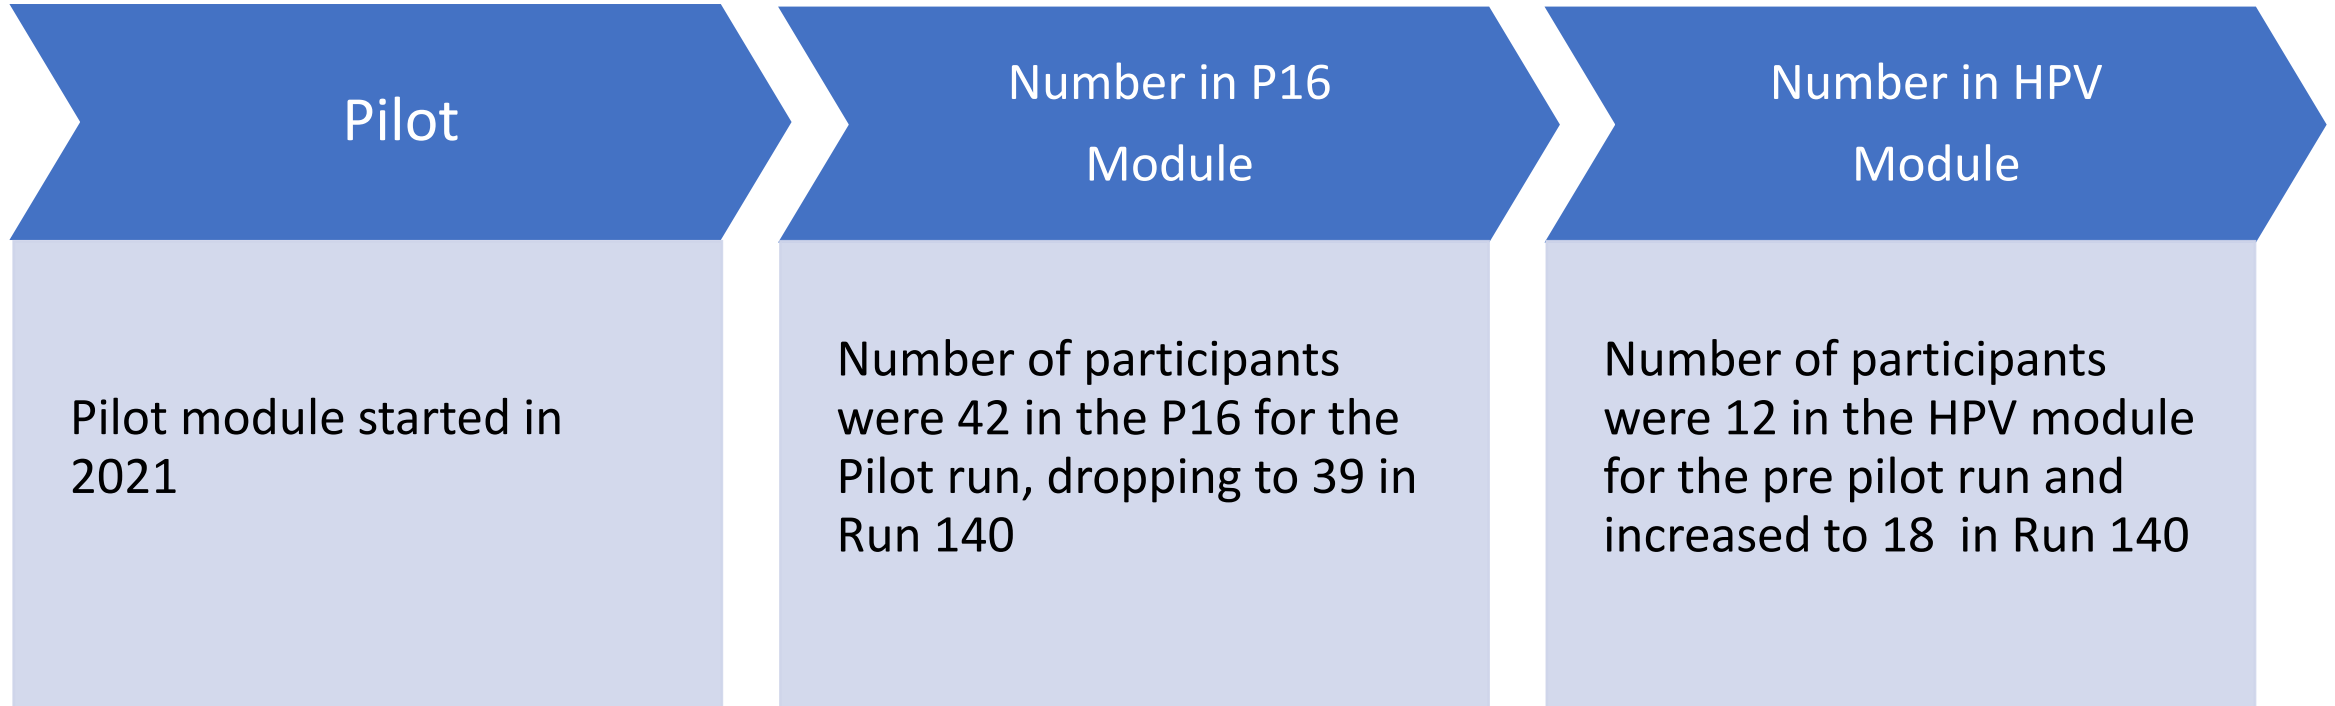 Pilot
Pilot module started in
2021
Number in P16
Module
Number of participants
were 42 in the P16 for the
Pilot run, dropping to 39 in
Run 140
Number in HPV
Module
Number of participants
were 12 in the HPV module
for the pre pilot run and
increased to 18  in Run 140